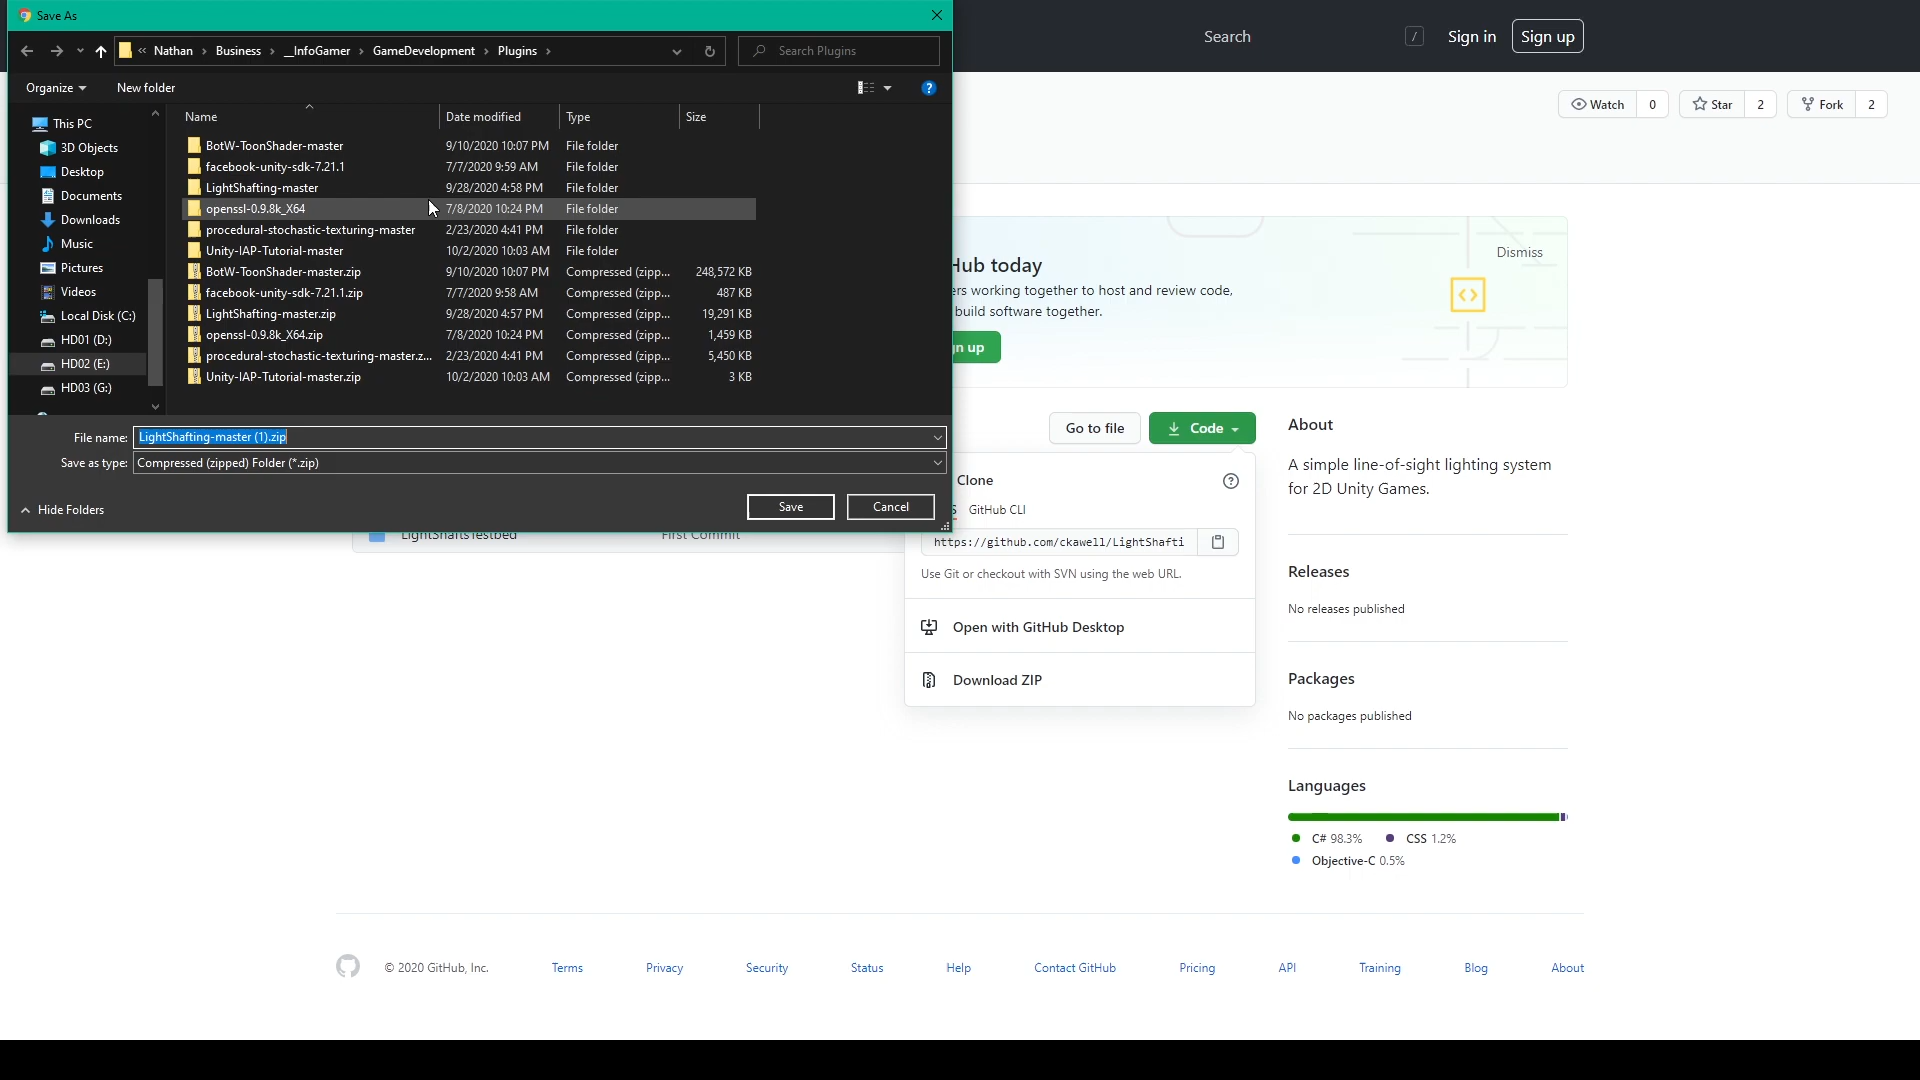 Save As
Nathan Business __InfoGamer GameDevelopment Plugins
Search Plugins
Organize New folder
This PC
3D Objects
Desktop
Documents
Downloads
Music
Pictures
Videos
Local Disk (C:)
HD01 (D:)
HD02 (E:)
HD03 (G:)
Name Date modified Type Size
BotW-ToonShader-master 9/10/2020 10:07 PM File folder
facebook-unity-sdk-7.21.1 7/7/2020 9:59 AM File folder
LightShafting-master 9/28/2020 4:58 PM File folder
openssl-0.9.8k_X64 7/8/2020 10:24 PM File folder
procedural-stochastic-texturing-master 2/23/2020 4:41 PM File folder
Unity-IAP-Tutorial-master 10/2/2020 10:03 AM File folder
BotW-ToonShader-master.zip 9/10/2020 10:07 PM Compressed (zipp... 248,572 KB
facebook-unity-sdk-7.21.1.zip 7/7/2020 9:58 AM Compressed (zipp... 487 KB
LightShafting-master.zip 9/28/2020 4:57 PM Compressed (zipp... 19,291 KB
openssl-0.9.8k_X64.zip 7/8/2020 10:24 PM Compressed (zipp... 1,459 KB
procedural-stochastic-texturing-master.z... 2/23/2020 4:41 PM Compressed (zipp... 5,450 KB
Unity-IAP-Tutorial-master.zip 10/2/2020 10:03 AM Compressed (zipp... 3 KB
File name: LightShafting-master (1).zip
Save as type: Compressed (zipped) Folder (*.zip)
Hide Folders
Save Cancel
Search / Sign in Sign up
Watch 0 Star 2 Fork 2
Hub today
Dismiss
ers working together to host and review code,
build software together.
n up
Go to file Code
Clone
GitHub CLI
https://github.com/ckawell/LightShafti
Use Git or checkout with SVN using the web URL.
Open with GitHub Desktop
Download ZIP
LightShaftsTestbed First Commit
About
A simple line-of-sight lighting system
for 2D Unity Games.
Releases
No releases published
Packages
No packages published
Languages
C# 98.3% CSS 1.2%
Objective-C 0.5%
© 2020 GitHub, Inc. Terms Privacy Security Status Help Contact GitHub Pricing API Training Blog About